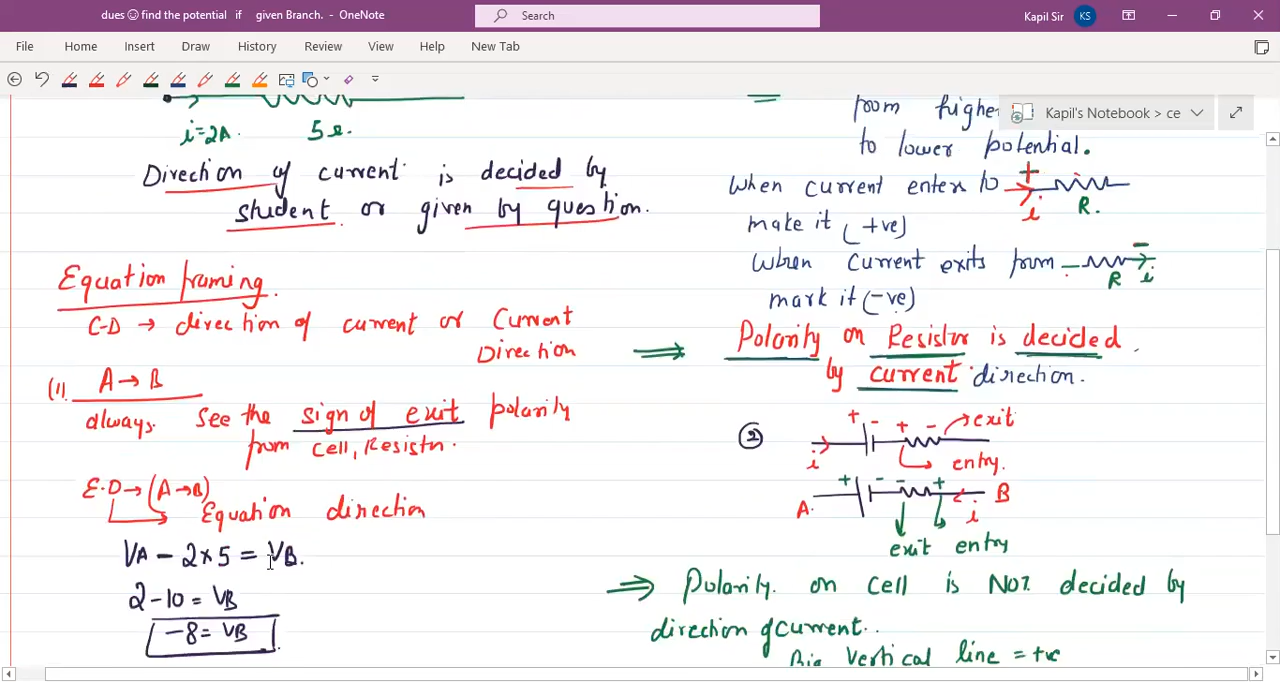 dues ☺ find the potential if given Branch. - OneNote
Search
Kapil Sir KS
File Home Insert Draw History Review View Help New Tab
Kapil's Notebook > ce
i=2A. 5Ω.
Direction of current is decided by
student or given by question.
Equation framing.
C-D → direction of current or Current
Direction
(1) A → B
always. See the sign of exit polarity
from Cell, Resistr.
E.D → (A→B)
Equation direction
VA - 2×5 = VB.
2-10 = VB
-8 = VB
from higher
to lower potential.
When current enters to + i R.
make it (+ve)
When current exits from - R i
mark it (-ve)
⇒ Polarity on Resistor is decided
by current direction.
② + - + - exit
i entry.
A + - - + B
i
exit entry
⇒ Polarity on Cell is NOT decided by
direction of current..
Big Vertical line = +ve